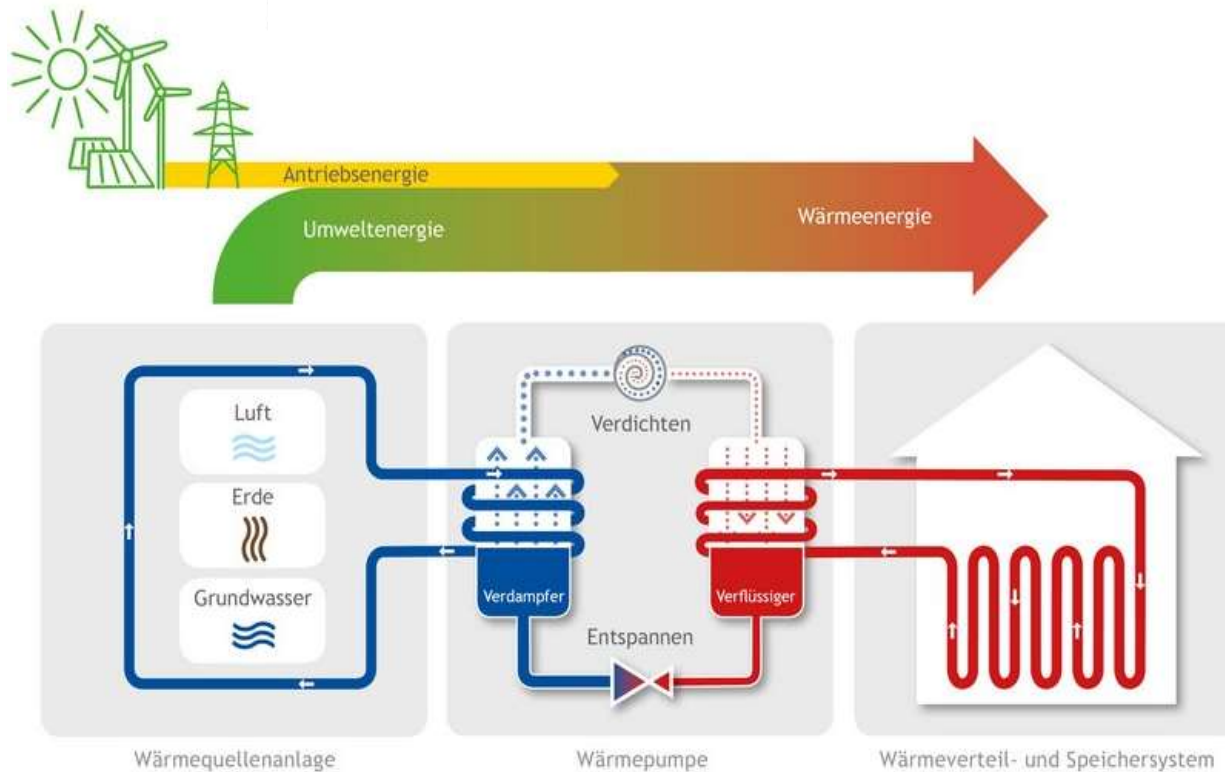 Antriebsenergie
Umweltenergie
Wärmeenergie
Luft
Erde
Grundwasser
Verdichten
Verdampfer
Verflüssiger
Entspannen
Wärmequellenanlage
Wärmepumpe
Wärmeverteil- und Speichersystem